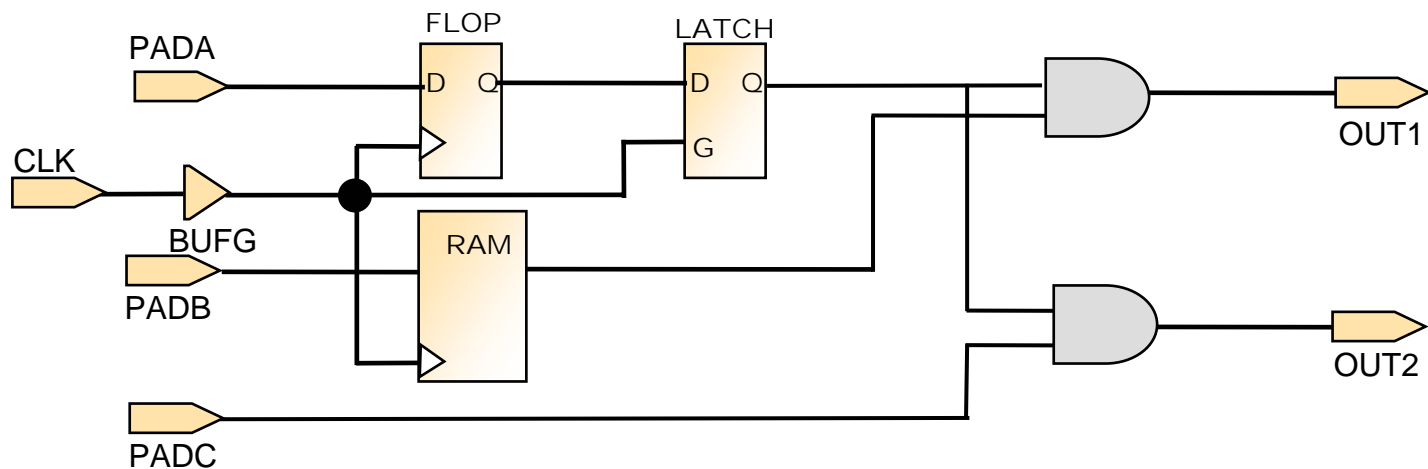 FLOP
LATCH
PADA
D Q
D Q
OUT1
G
CLK
BUFG
RAM
PADB
OUT2
PADC